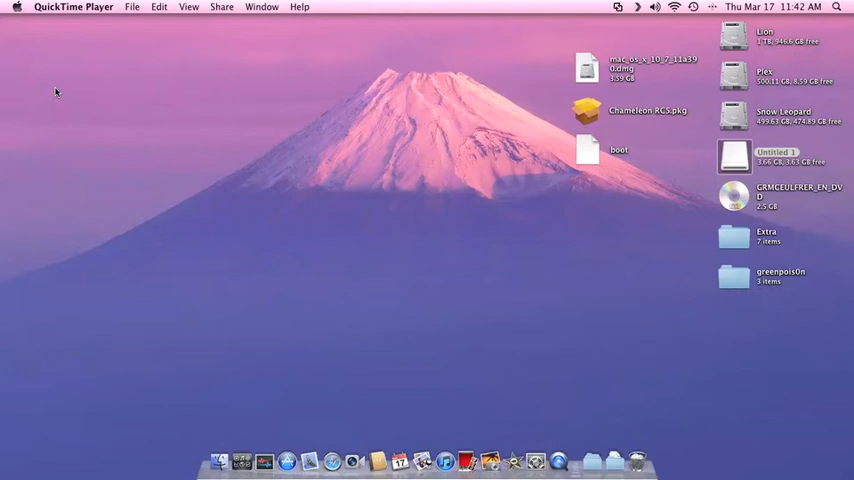 QuickTime Player File Edit View Share Window Help Thu Mar 17 11:42 AM
mac_os_x_10_7_11a39
0.dmg
3.59 GB
Chameleon RC5.pkg
boot
Lion
1 TB, 946.6 GB free
Plex
500.11 GB, 8.59 GB free
Snow Leopard
499.63 GB, 474.89 GB free
Untitled 1
3.66 GB, 3.63 GB free
GRMCEULFRER_EN_DV
D
2.5 GB
Extra
7 items
greenpois0n
3 items
17